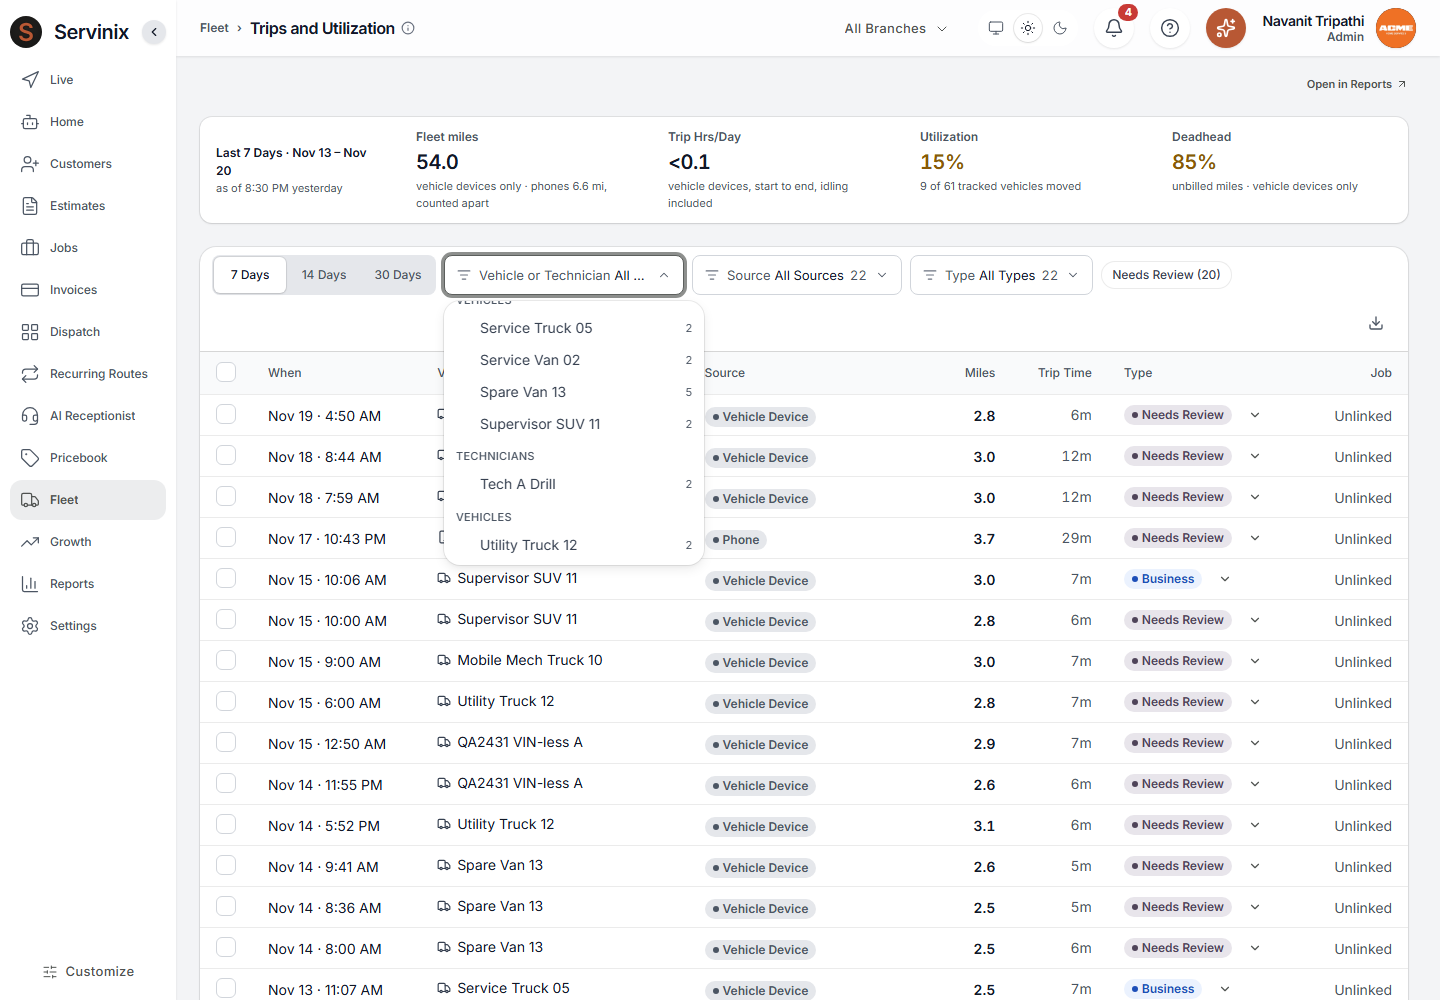 S Servinix
Fleet › Trips and Utilization
All Branches
4
Navanit Tripathi
Admin
ACME
Live
Home
Customers
Estimates
Jobs
Invoices
Dispatch
Recurring Routes
AI Receptionist
Pricebook
Fleet
Growth
Reports
Settings
Customize
Open in Reports
Last 7 Days · Nov 13 – Nov
20
as of 8:30 PM yesterday
Fleet miles
54.0
vehicle devices only · phones 6.6 mi,
counted apart
Trip Hrs/Day
<0.1
vehicle devices, start to end, idling
included
Utilization
15%
9 of 61 tracked vehicles moved
Deadhead
85%
unbilled miles · vehicle devices only
7 Days 14 Days 30 Days Vehicle or Technician All ... Source All Sources 22 Type All Types 22 Needs Review (20)
VEHICLES
Service Truck 05 2
Service Van 02 2
Spare Van 13 5
Supervisor SUV 11 2
TECHNICIANS
Tech A Drill 2
VEHICLES
Utility Truck 12 2
When V Source Miles Trip Time Type Job
Nov 19 · 4:50 AM Vehicle Device 2.8 6m Needs Review Unlinked
Nov 18 · 8:44 AM Vehicle Device 3.0 12m Needs Review Unlinked
Nov 18 · 7:59 AM Vehicle Device 3.0 12m Needs Review Unlinked
Nov 17 · 10:43 PM Phone 3.7 29m Needs Review Unlinked
Nov 15 · 10:06 AM Supervisor SUV 11 Vehicle Device 3.0 7m Business Unlinked
Nov 15 · 10:00 AM Supervisor SUV 11 Vehicle Device 2.8 6m Needs Review Unlinked
Nov 15 · 9:00 AM Mobile Mech Truck 10 Vehicle Device 3.0 7m Needs Review Unlinked
Nov 15 · 6:00 AM Utility Truck 12 Vehicle Device 2.8 7m Needs Review Unlinked
Nov 15 · 12:50 AM QA2431 VIN-less A Vehicle Device 2.9 7m Needs Review Unlinked
Nov 14 · 11:55 PM QA2431 VIN-less A Vehicle Device 2.6 6m Needs Review Unlinked
Nov 14 · 5:52 PM Utility Truck 12 Vehicle Device 3.1 6m Needs Review Unlinked
Nov 14 · 9:41 AM Spare Van 13 Vehicle Device 2.6 5m Needs Review Unlinked
Nov 14 · 8:36 AM Spare Van 13 Vehicle Device 2.5 5m Needs Review Unlinked
Nov 14 · 8:00 AM Spare Van 13 Vehicle Device 2.5 6m Needs Review Unlinked
Nov 13 · 11:07 AM Service Truck 05 Vehicle Device 2.5 7m Business Unlinked